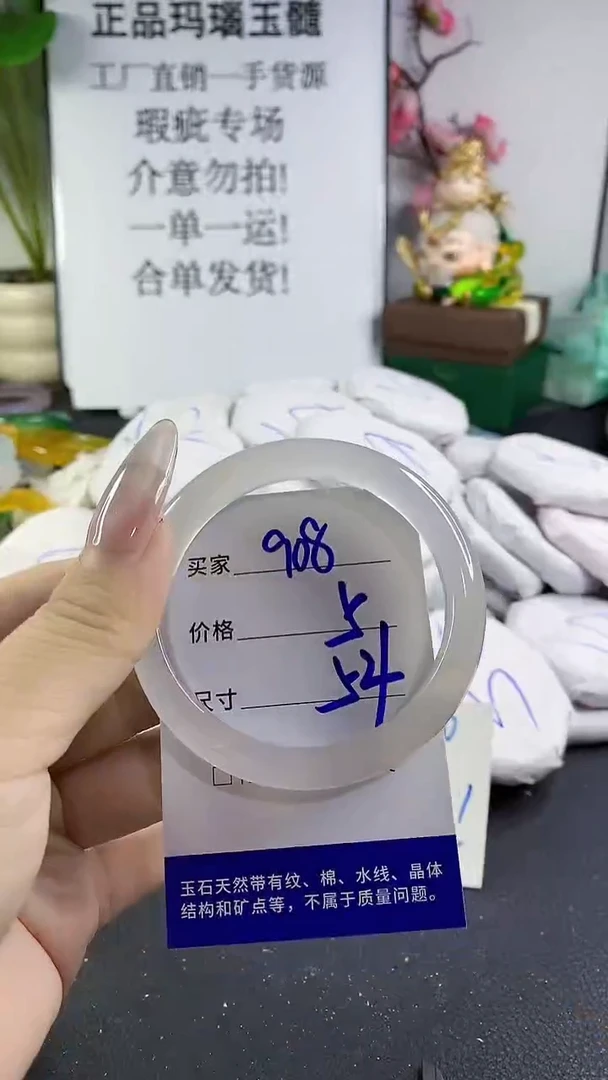 正品玛瑙玉髓
工厂直销一手货源
瑕疵专场
介意勿拍!
一单一运!
合单发货!
买家 908
价格 5
尺寸 54
玉石天然带有纹、棉、水线、晶体
结构和矿点等，不属于质量问题。